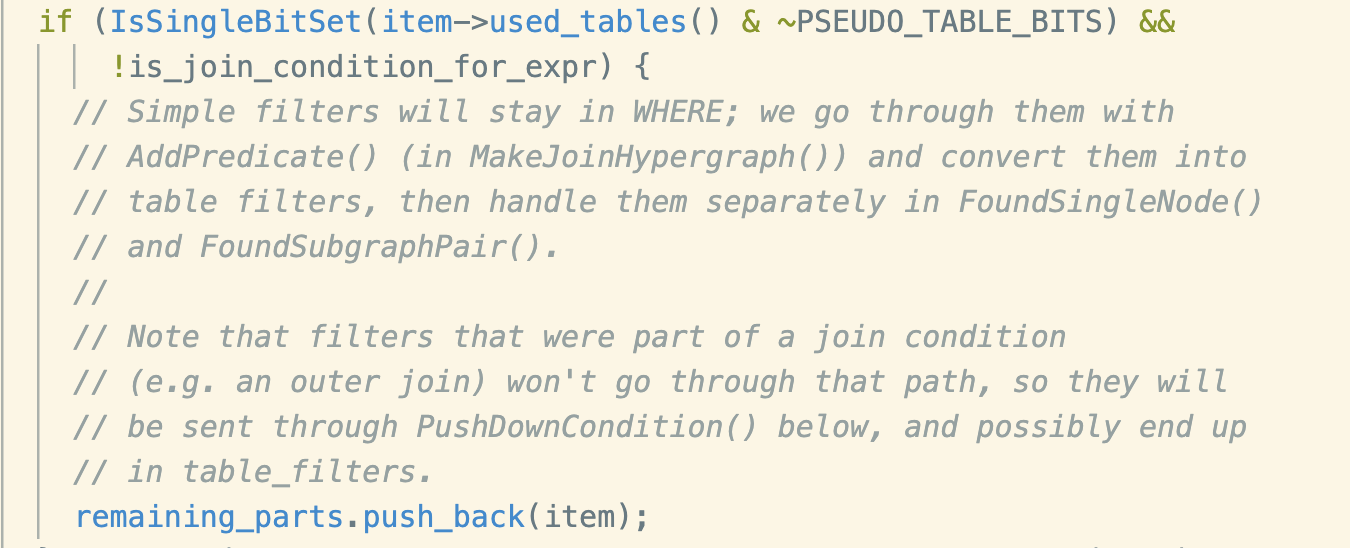 if (IsSingleBitSet(item->used_tables() & ~PSEUDO_TABLE_BITS) &&
!is_join_condition_for_expr) {
// Simple filters will stay in WHERE; we go through them with
// AddPredicate() (in MakeJoinHypergraph()) and convert them into
// table filters, then handle them separately in FoundSingleNode()
// and FoundSubgraphPair().
//
// Note that filters that were part of a join condition
// (e.g. an outer join) won't go through that path, so they will
// be sent through PushDownCondition() below, and possibly end up
// in table_filters.
remaining_parts.push_back(item);